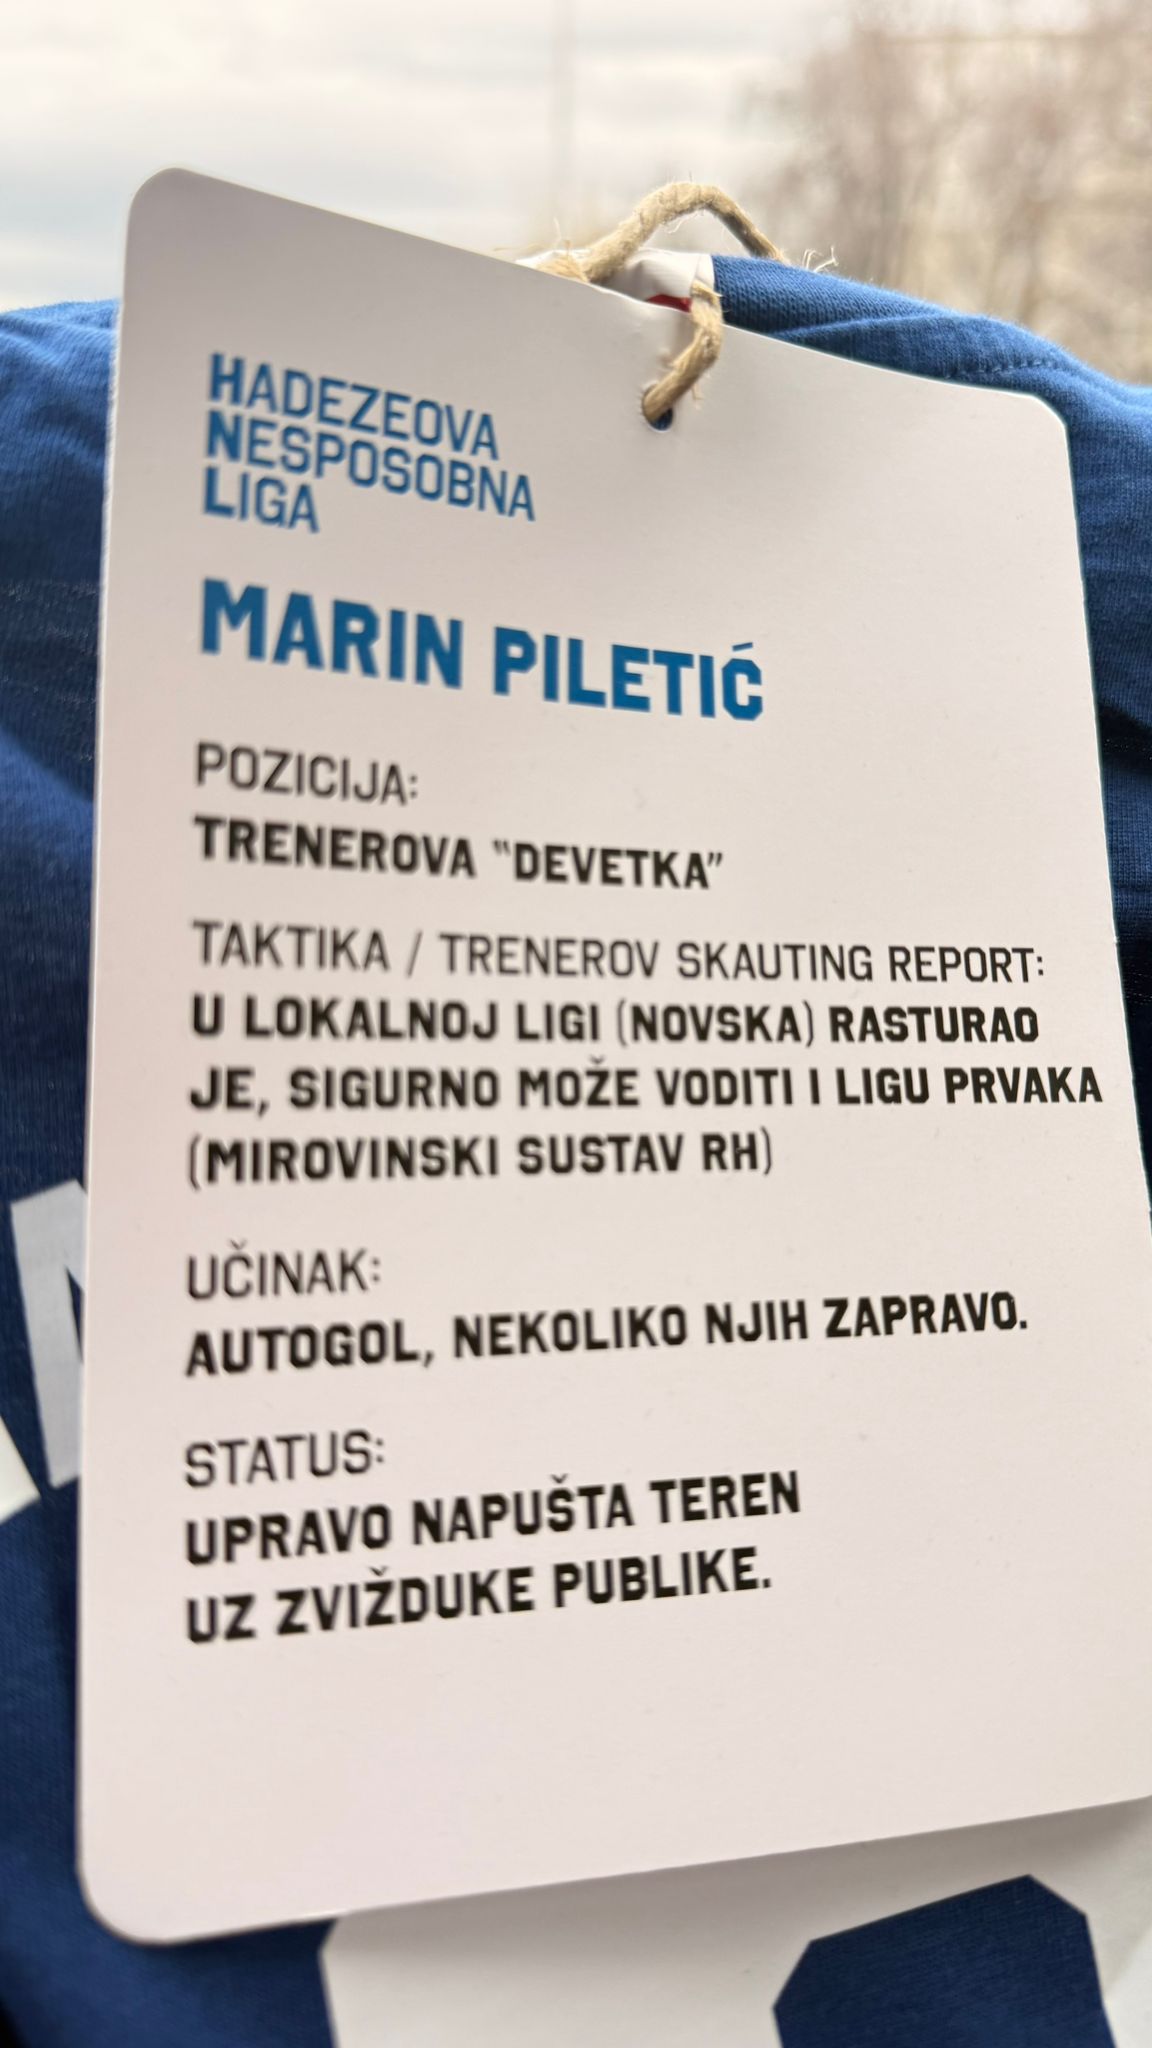 HADEZEOVA
NESPOSOBNA
LIGA
MARIN PILETIĆ
POZICIJA:
TRENEROVA "DEVETKA"
TAKTIKA / TRENEROV SKAUTING REPORT:
U LOKALNOJ LIGI (NOVSKA) RASTURAO
JE, SIGURNO MOŽE VODITI I LIGU PRVAKA
(MIROVINSKI SUSTAV RH)
UČINAK:
AUTOGOL, NEKOLIKO NJIH ZAPRAVO.
STATUS:
UPRAVO NAPUŠTA TEREN
UZ ZVIŽDUKE PUBLIKE.